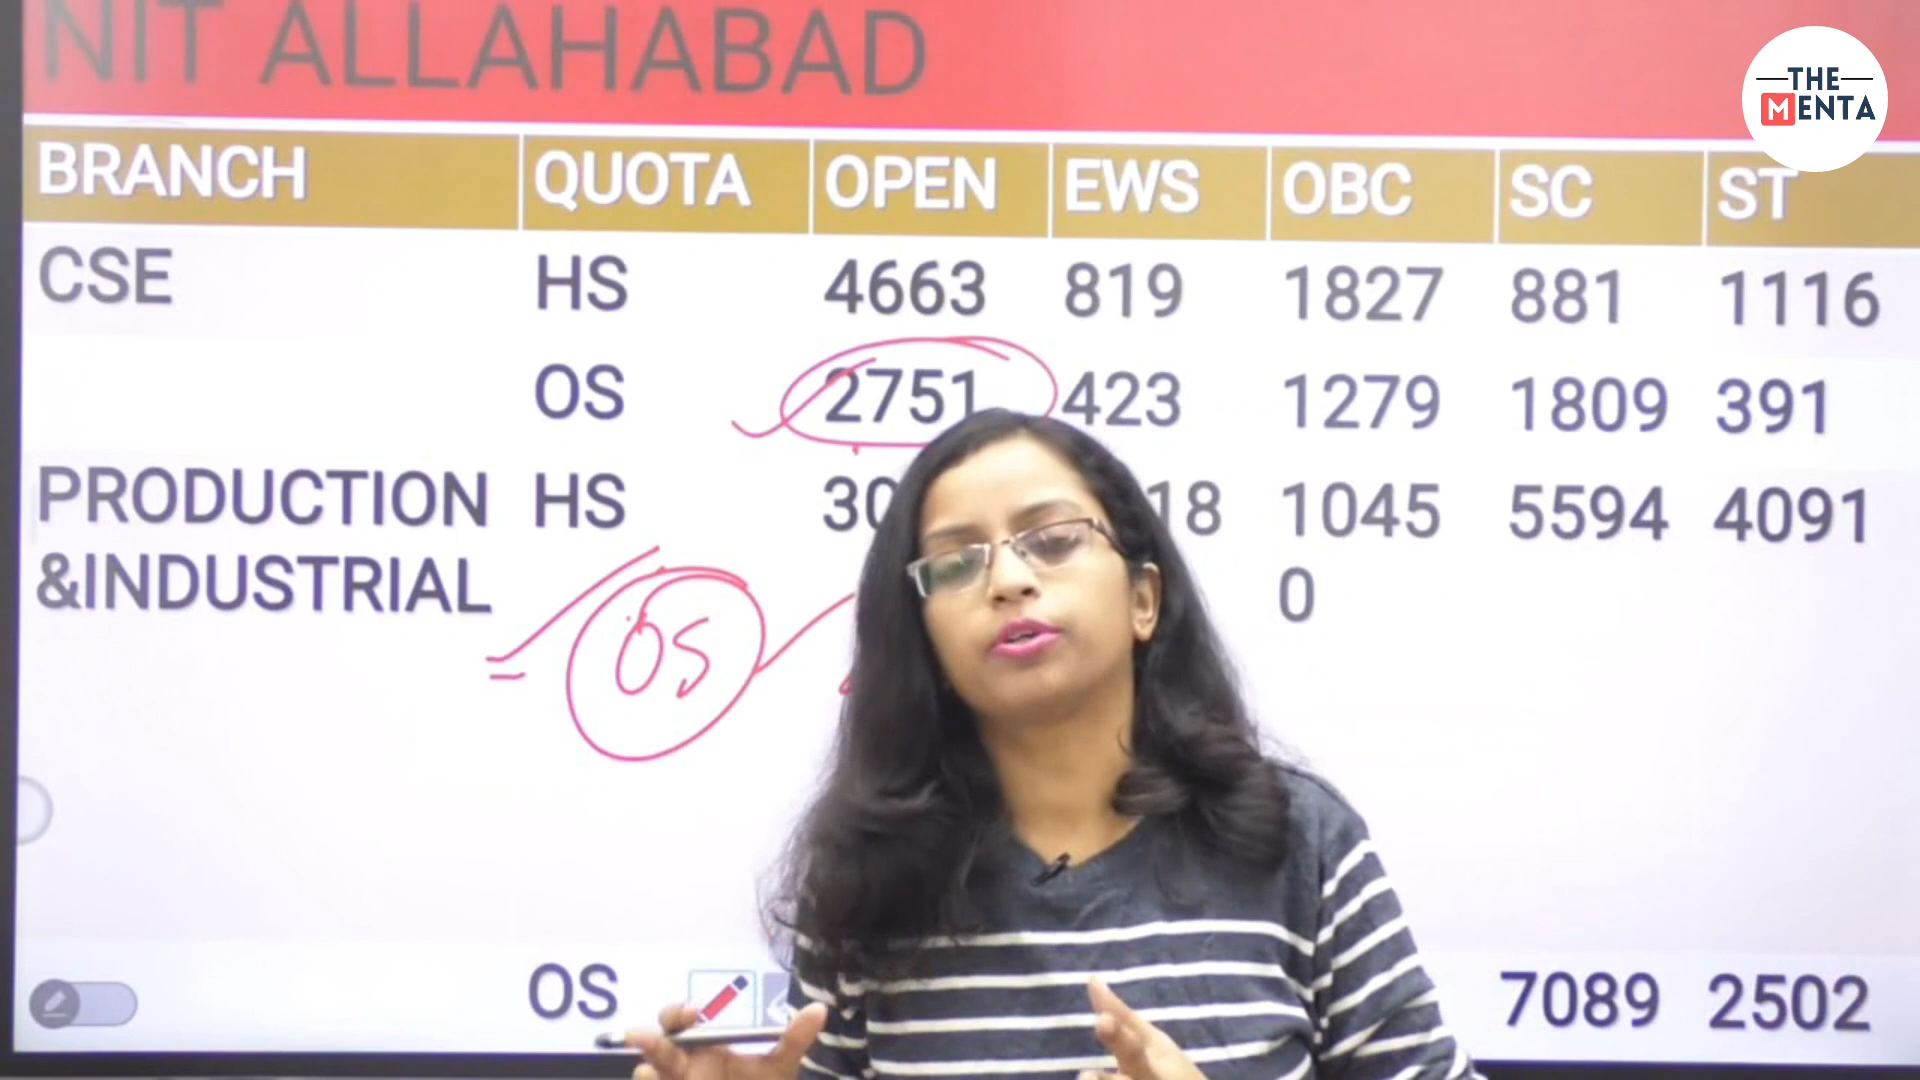 NIT ALLAHABAD
THE
MENTA
BRANCH QUOTA OPEN EWS OBC SC ST
CSE HS 4663 819 1827 881 1116
OS 2751 423 1279 1809 391
PRODUCTION HS 1045 5594 4091
&INDUSTRIAL 0
OS
OS 7089 2502